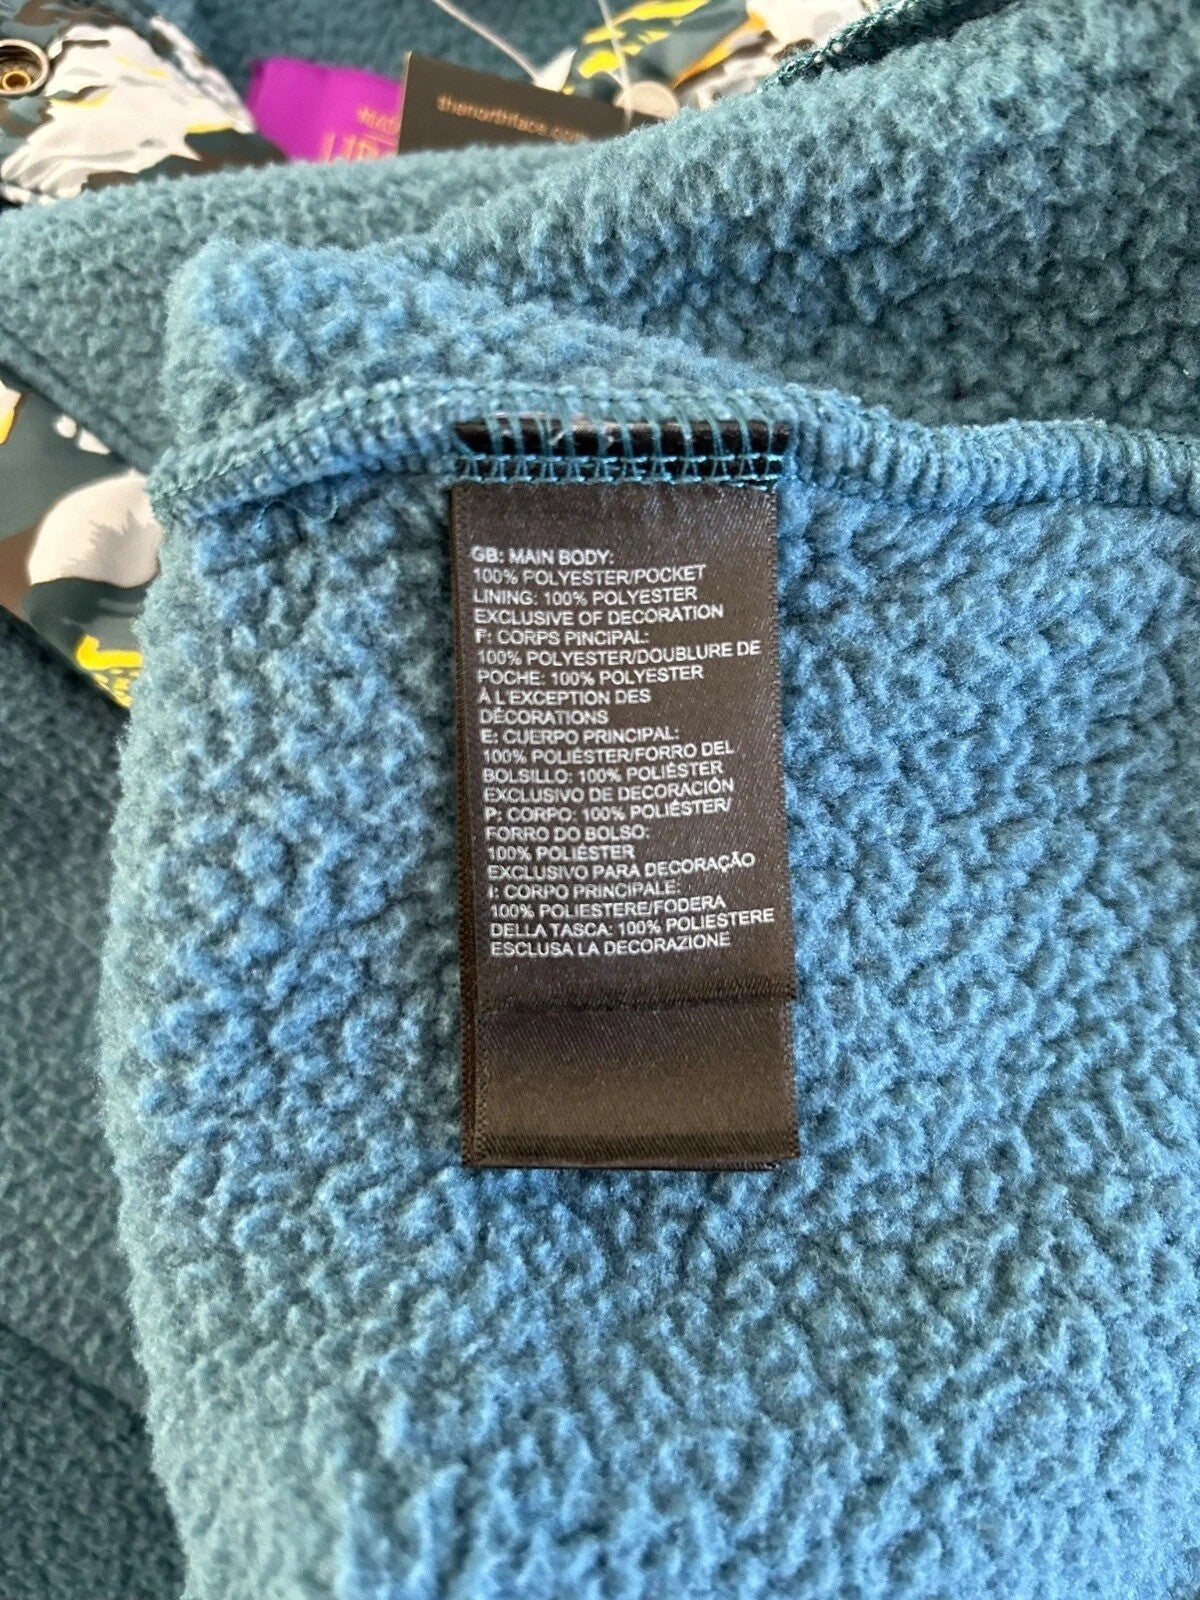 thenorthface.com
GB: MAIN BODY:
100% POLYESTER/POCKET
LINING: 100% POLYESTER
EXCLUSIVE OF DECORATION
F: CORPS PINCIPAL:
100% POLYESTER/DOUBLURE DE
POCHE: 100% POLYESTER
À L'EXCEPTION DES
DÉCORATIONS
E: CUERPO PRINCIPAL:
100% POLIÉSTER/FORRO DEL
BOLSILLO: 100% POLIÉSTER
EXCLUSIVO DE DECORACIÓN
P: CORPO: 100% POLIÉSTER/
FORRO DO BOLSO:
100% POLIÉSTER
EXCLUSIVO PARA DECORAÇÃO
I: CORPO PRINCIPALE:
100% POLIESTERE/FODERA
DELLA TASCA: 100% POLIESTERE
ESCLUSA LA DECORAZIONE